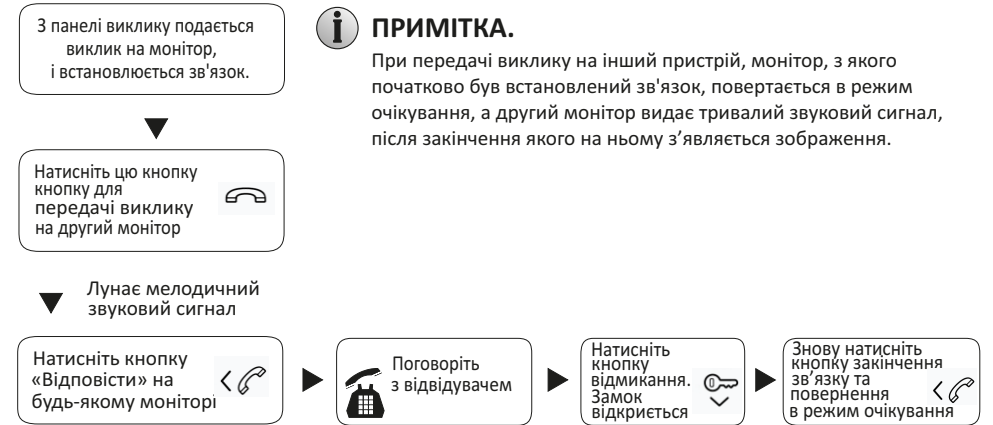 З панелі виклику подається
виклик на монітор,
і встановлюється зв'язок.
ПРИМІТКА.
При передачі виклику на інший пристрій, монітор, з якого
початково був встановлений зв'язок, повертається в режим
очікування, а другий монітор видає тривалий звуковий сигнал,
після закінчення якого на ньому з’являється зображення.
Натисніть цю кнопку
кнопку для
передачі виклику
на другий монітор
Лунає мелодичний
звуковий сигнал
Натисніть кнопку
«Відповісти» на
будь-якому моніторі
Поговоріть
з відвідувачем
Натисніть
кнопку
відмикання.
Замок
відкриється
Знову натисніть
кнопку закінчення
зв’язку та
повернення
в режим очікування